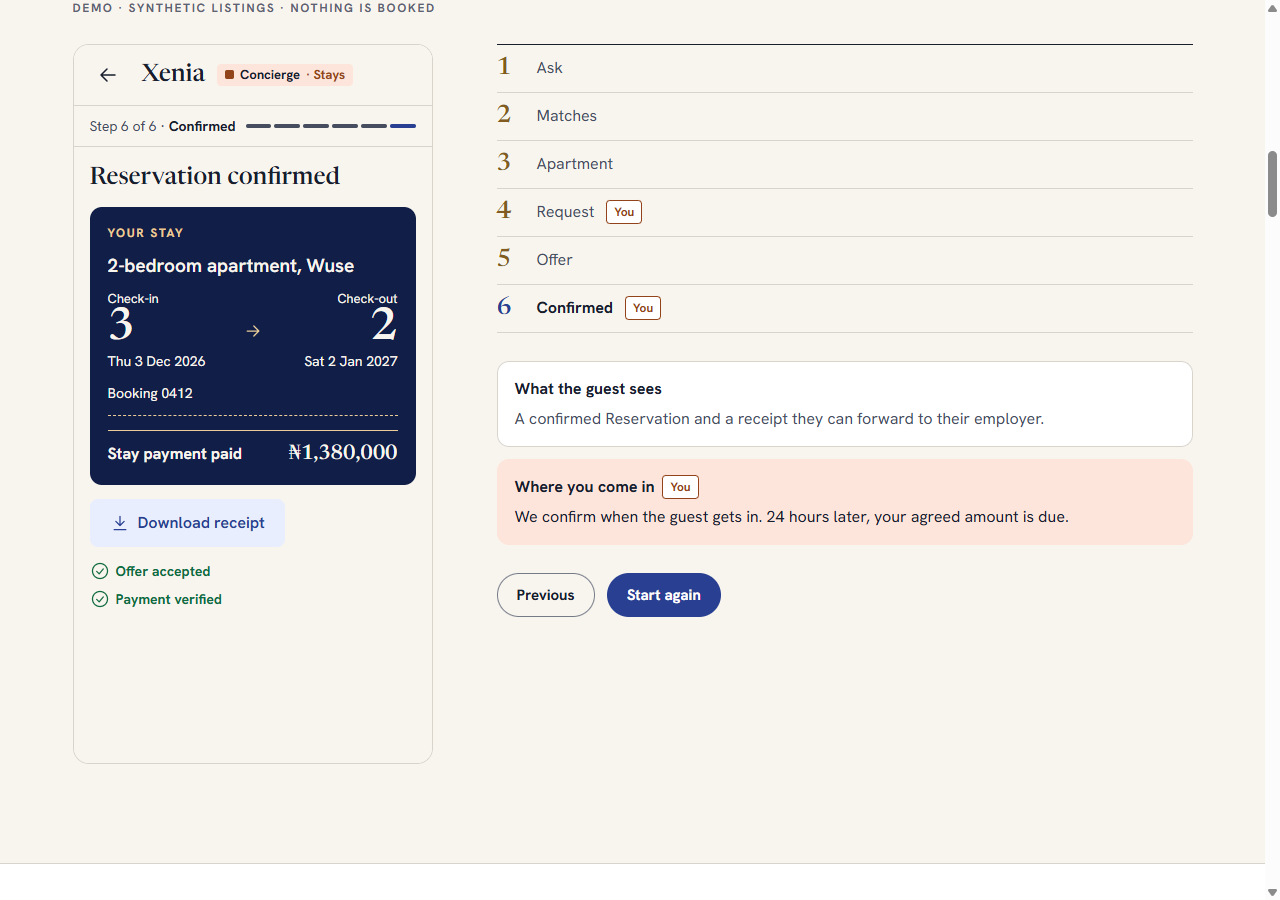 DEMO · SYNTHETIC LISTINGS · NOTHING IS BOOKED
Xenia
Concierge · Stays
Step 6 of 6 · Confirmed
Reservation confirmed
YOUR STAY
2-bedroom apartment, Wuse
Check-in Check-out
3 → 2
Thu 3 Dec 2026 Sat 2 Jan 2027
Booking 0412
Stay payment paid ₦1,380,000
Download receipt
Offer accepted
Payment verified
1 Ask
2 Matches
3 Apartment
4 Request You
5 Offer
6 Confirmed You
What the guest sees
A confirmed Reservation and a receipt they can forward to their employer.
Where you come in You
We confirm when the guest gets in. 24 hours later, your agreed amount is due.
Previous Start again